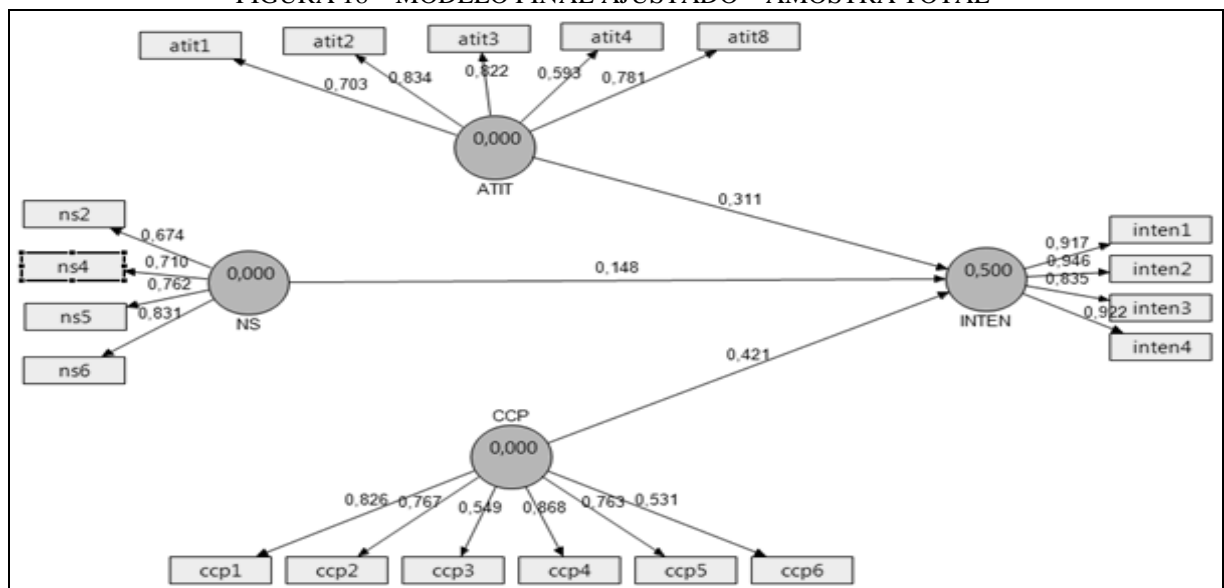 atit1
atit2
atit3
atit4
atit8
0,703
0,834
0,822
0,593
0,781
0,000
ATIT
0,311
ns2
ns4
ns5
ns6
0,674
0,710
0,762
0,831
0,000
NS
0,148
0,500
INTEN
0,917
0,946
0,835
0,922
inten1
inten2
inten3
inten4
0,421
CCP
0,000
0,826
0,767
0,549
0,868
0,763
0,531
ccp1
ccp2
ccp3
ccp4
ccp5
ccp6